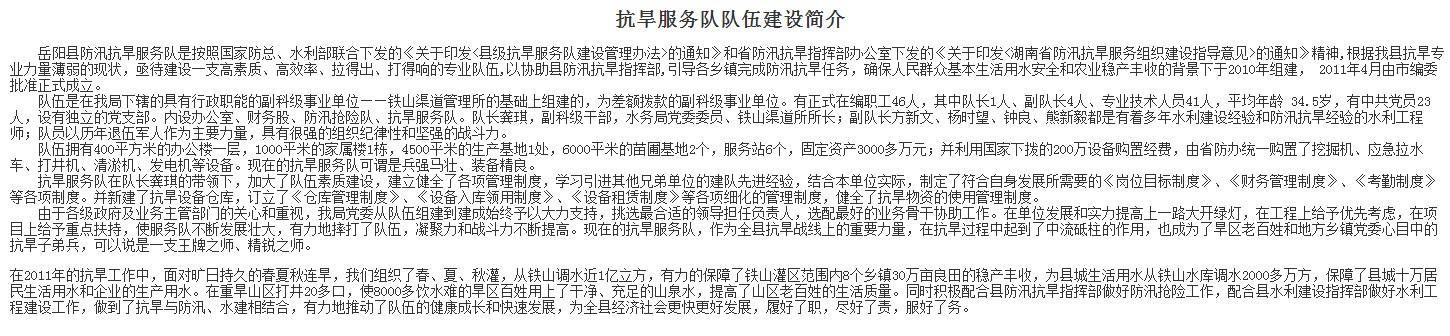 抗旱服务队队伍建设简介
岳阳县防汛抗旱服务队是按照国家防总、水利部联合下发的《关于印发<县级抗旱服务队建设管理办法>的通知》和省防汛抗旱指挥部办公室下发的《关于印发<湖南省防汛抗旱服务组织建设指导意见>的通知》精神,根据我县抗旱专
业力量薄弱的现状，亟待建设一支高素质、高效率、拉得出、打得响的专业队伍,以协助县防汛抗旱指挥部,引导各乡镇完成防汛抗旱任务，确保人民群众基本生活用水安全和农业稳产丰收的背景下于2010年组建， 2011年4月由市编委
批准正式成立。
队伍是在我局下辖的具有行政职能的副科级事业单位——铁山渠道管理所的基础上组建的，为差额拨款的副科级事业单位。有正式在编职工46人，其中队长1人、副队长4人、专业技术人员41人，平均年龄 34.5岁，有中共党员23
人，设有独立的党支部。内设办公室、财务股、防汛抢险队、抗旱服务队。队长龚琪，副科级干部，水务局党委委员、铁山渠道所所长；副队长方新文、杨时望、钟良、熊新毅都是有着多年水利建设经验和防汛抗旱经验的水利工程
师；队员以历年退伍军人作为主要力量，具有很强的组织纪律性和坚强的战斗力。
队伍拥有400平方米的办公楼一层，1000平米的家属楼1栋，4500平米的生产基地1处，6000平米的苗圃基地2个，服务站6个，固定资产3000多万元；并利用国家下拨的200万设备购置经费，由省防办统一购置了挖掘机、应急拉水
车、打井机、清淤机、发电机等设备。现在的抗旱服务队可谓是兵强马壮、装备精良。
抗旱服务队在队长龚琪的带领下，加大了队伍素质建设，建立健全了各项管理制度，学习引进其他兄弟单位的建队先进经验，结合本单位实际，制定了符合自身发展所需要的《岗位目标制度》、《财务管理制度》、《考勤制度》
等各项制度。并新建了抗旱设备仓库，订立了《仓库管理制度》、《设备入库领用制度》、《设备租赁制度》等各项细化的管理制度，健全了抗旱物资的使用管理制度。
由于各级政府及业务主管部门的关心和重视，我局党委从队伍组建到建成始终予以大力支持，挑选最合适的领导担任负责人，选配最好的业务骨干协助工作。在单位发展和实力提高上一路大开绿灯，在工程上给予优先考虑，在项
目上给予重点扶持，使服务队不断发展壮大，有力地捧打了队伍，凝聚力和战斗力不断提高。现在的抗旱服务队，作为全县抗旱战线上的重要力量，在抗旱过程中起到了中流砥柱的作用，也成为了旱区老百姓和地方乡镇党委心目中的
抗旱子弟兵，可以说是一支王牌之师、精锐之师。
在2011年的抗旱工作中，面对旷日持久的春夏秋连旱，我们组织了春、夏、秋灌，从铁山调水近1亿立方，有力的保障了铁山灌区范围内8个乡镇30万亩良田的稳产丰收，为县城生活用水从铁山水库调水2000多万方，保障了县城十万居
民生活用水和企业的生产用水。在重旱山区打井20多口，使8000多饮水难的旱区百姓用上了干净、充足的山泉水，提高了山区老百姓的生活质量。同时积极配合县防汛抗旱指挥部做好防汛抢险工作，配合县水利建设指挥部做好水利工
程建设工作，做到了抗旱与防汛、水建相结合，有力地推动了队伍的健康成长和快速发展，为全县经济社会更快更好发展，履好了职，尽好了责，服好了务。